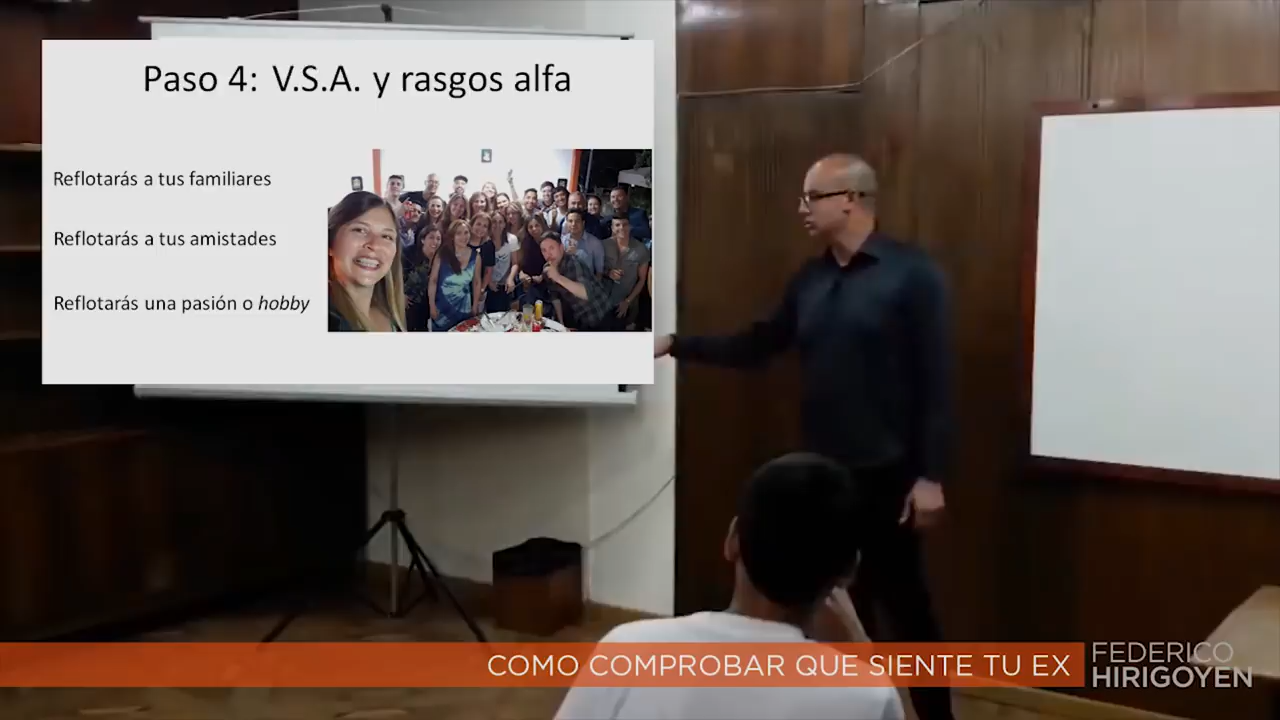 Paso 4: V.S.A. y rasgos alfa
Reflotarás a tus familiares
Reflotarás a tus amistades
Reflotarás una pasión o hobby
COMO COMPROBAR QUE SIENTE TU EX
FEDERICO
HIRIGOYEN